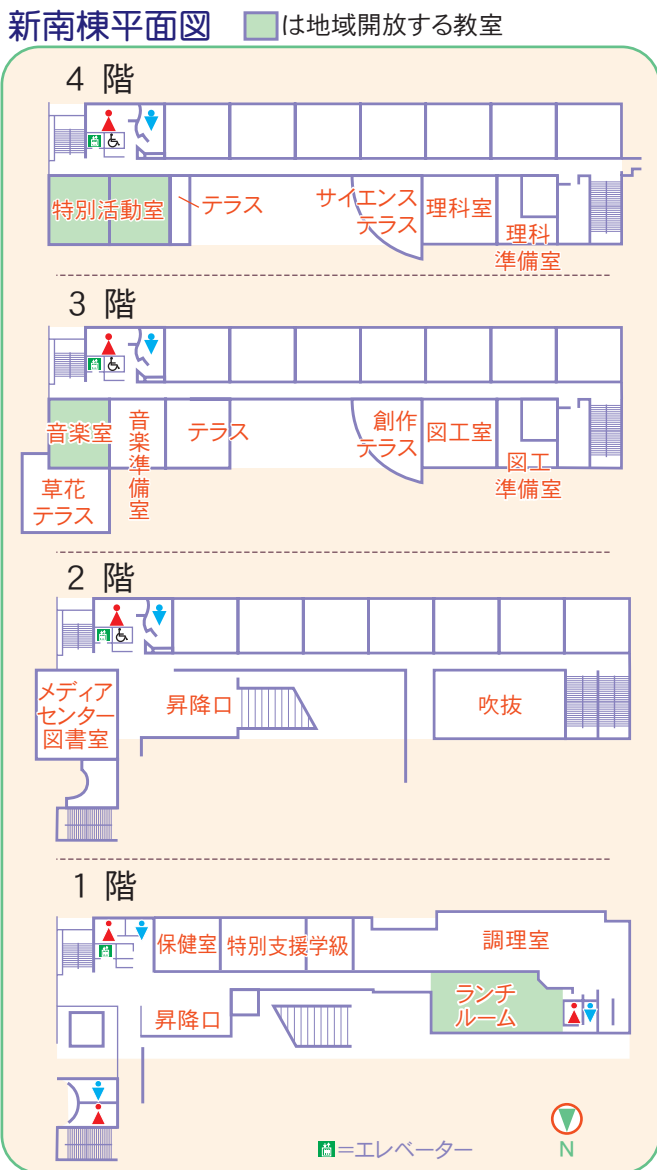 新南棟平面図
は地域開放する教室
4 階
特別活動室
テラス
サイエンス
テラス
理科室
理科
準備室
3 階
音楽室
音楽準備室
テラス
創作
テラス
図工室
図工
準備室
草花
テラス
2 階
メディア
センター
図書室
昇降口
吹抜
1 階
保健室
特別支援学級
調理室
ランチ
ルーム
昇降口
=エレベーター
N